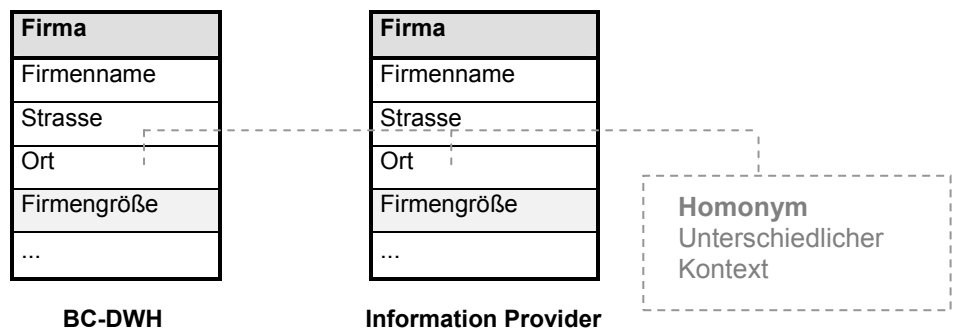 Firma
Firmenname
Strasse
Ort
Firmengröße
...
BC-DWH
Firma
Firmenname
Strasse
Ort
Firmengröße
...
Information Provider
Homonym
Unterschiedlicher
Kontext